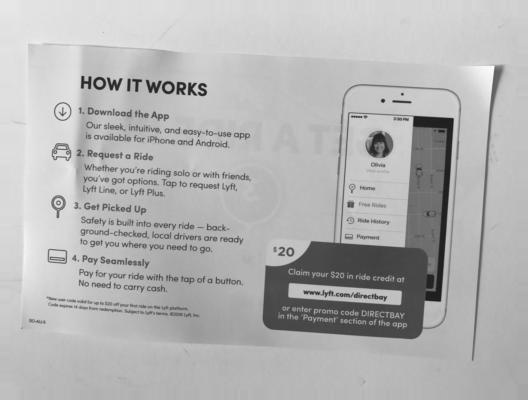 HOW IT WORKS
1. Download the App
Our sleek, intuitive, and easy-to-use app
is available for iPhone and Android.
2. Request a Ride
Whether you're riding solo or with friends,
you've got options. Tap to request Lyft,
Lyft Line, or Lyft Plus.
3. Get Picked Up
Safety is built into every ride — back-
ground-checked, local drivers are ready
to get you where you need to go.
4. Pay Seamlessly
Pay for your ride with the tap of a button.
No need to carry cash.
*New user code valid for up to $20 off your first ride on the Lyft platform.
Code expires 14 days from redemption. Subject to Lyft's terms. ©2016 Lyft, Inc.
Olivia
View profile
Home
Free Rides
Ride History
Payment
$20
Claim your $20 in ride credit at
www.lyft.com/directbay
or enter promo code DIRECTBAY
in the 'Payment' section of the app